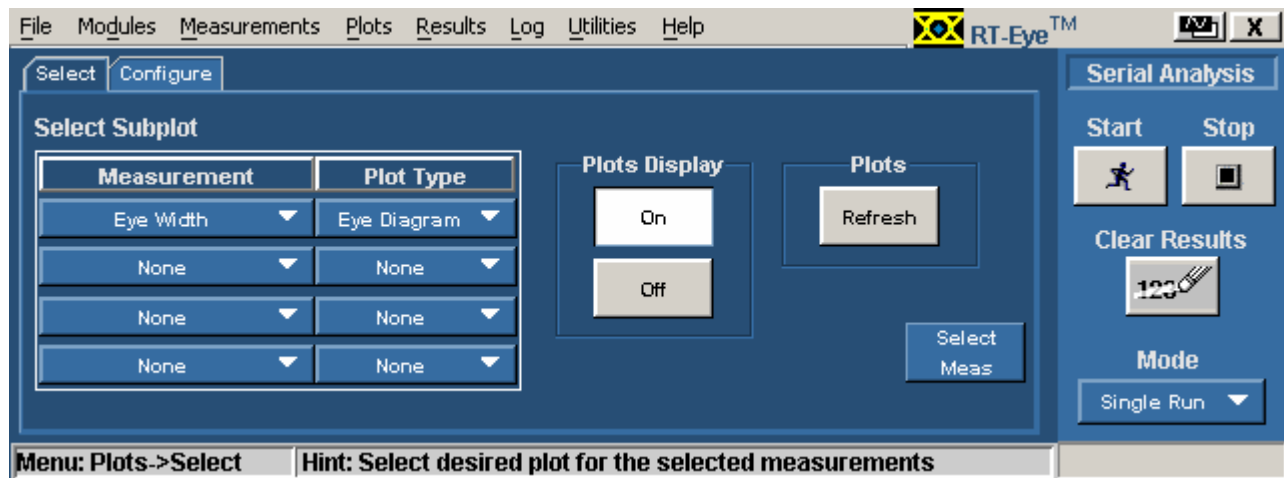 File Modules Measurements Plots Results Log Utilities Help RT-Eye™ X
Select Configure
Serial Analysis
Select Subplot
Start Stop
Measurement Plot Type
Plots Display
Plots
Eye Width Eye Diagram
On
Refresh
None None
Off
Clear Results
123
None None
Select
Meas
None None
Mode
Single Run
Menu: Plots->Select Hint: Select desired plot for the selected measurements